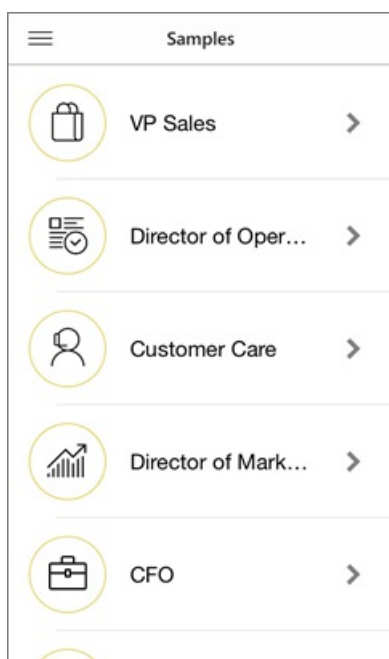 Samples
VP Sales
Director of Oper...
Customer Care
Director of Mark...
CFO